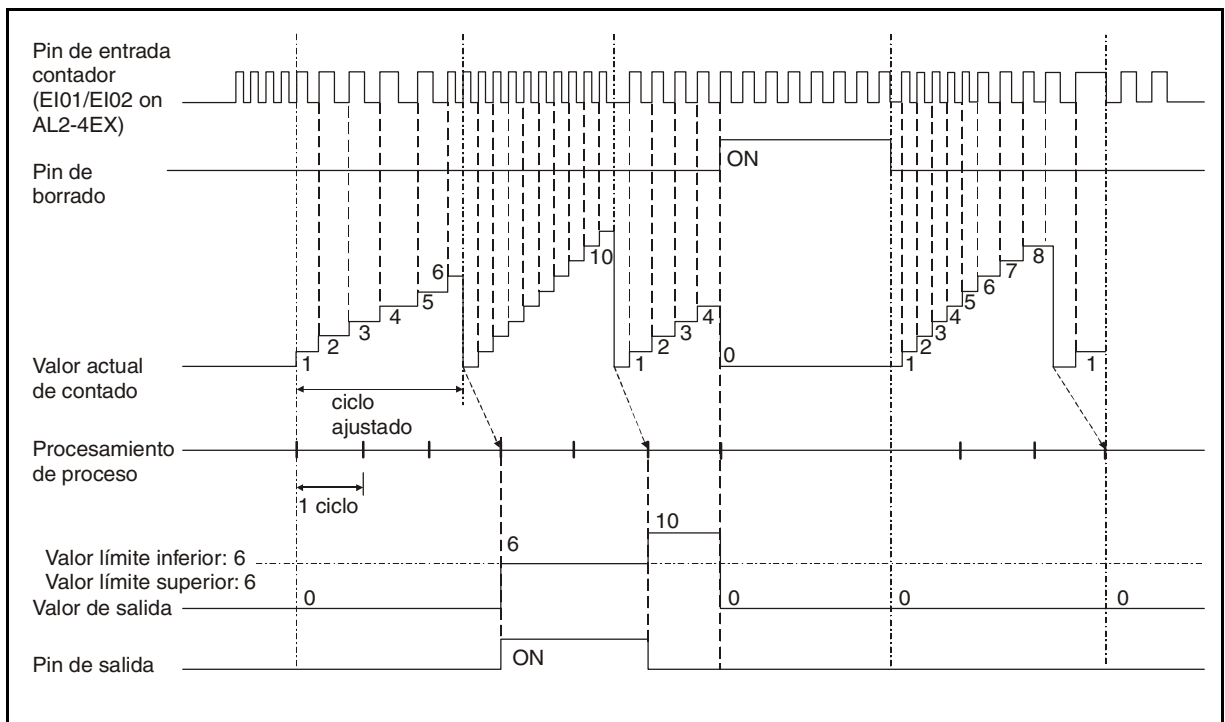 Pin de entrada
contador
(EI01/EI02 on
AL2-4EX)
Pin de
borrado
ON
Valor actual
de contado
1
2
3
4
5
6
10
1
2
3
4
0
1
2
3
4
5
6
7
8
1
ciclo
ajustado
Procesamiento
de proceso
1 ciclo
Valor límite inferior: 6
Valor límite superior: 6
Valor de salida
0
6
10
0
0
0
Pin de salida
ON